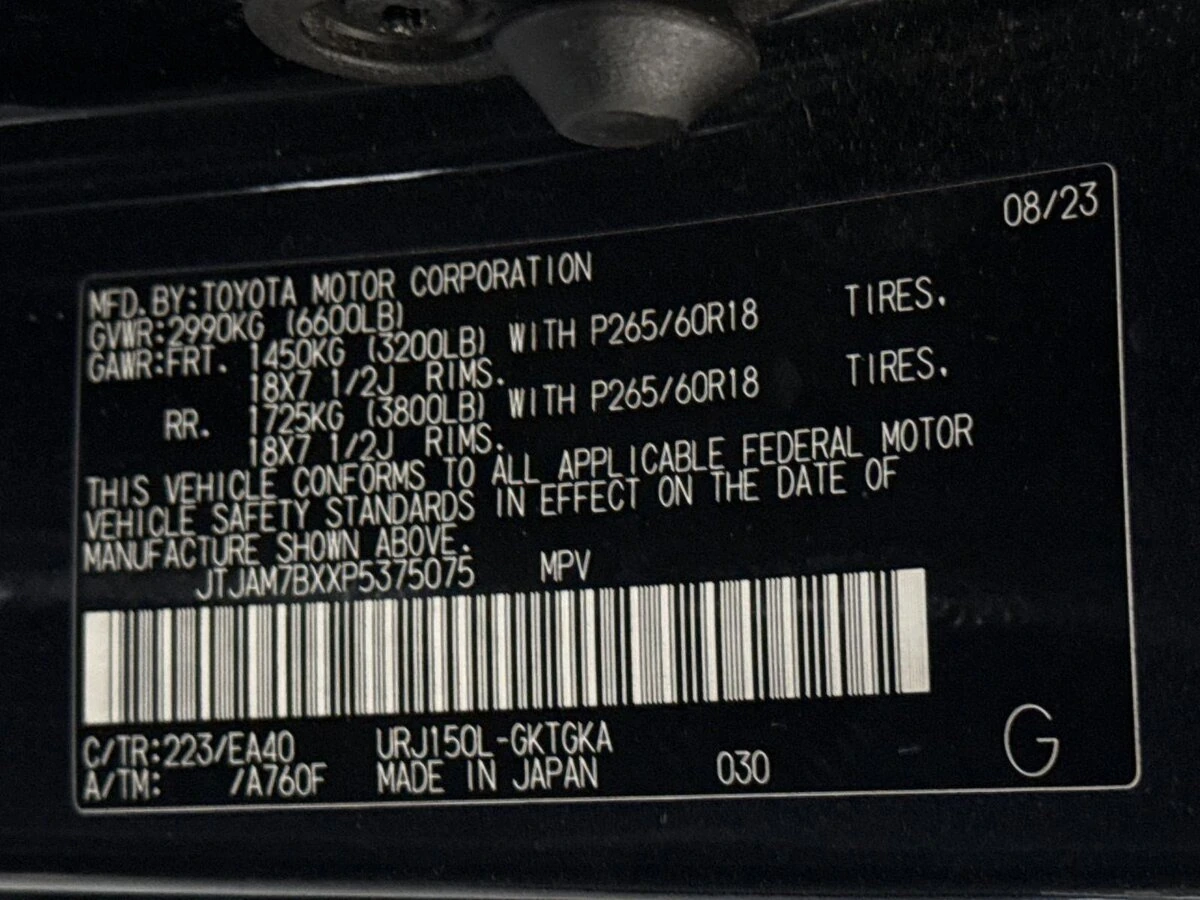 08/23
MFD.BY:TOYOTA MOTOR CORPORATION
GVWR:2990KG (6600LB)
GAWR:FRT. 1450KG (3200LB) WITH P265/60R18 TIRES.
18X7 1/2J RIMS.
RR. 1725KG (3800LB) WITH P265/60R18 TIRES.
18X7 1/2J RIMS.
THIS VEHICLE CONFORMS TO ALL APPLICABLE FEDERAL MOTOR
VEHICLE SAFETY STANDARDS IN EFFECT ON THE DATE OF
MANUFACTURE SHOWN ABOVE.
JTJAM7BXXP5375075 MPV
C/TR:223/EA40 URJ150L-GKTGKA
A/TM: /A760F MADE IN JAPAN 030
G